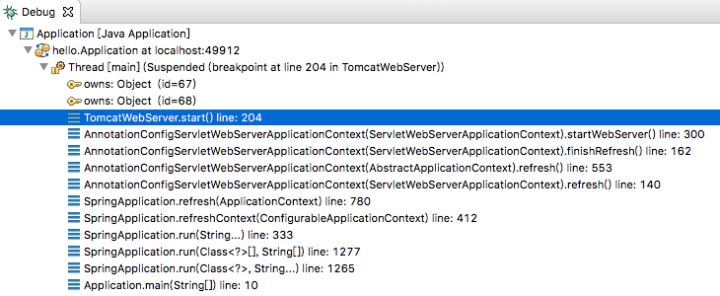 Debug
Application [Java Application]
hello.Application at localhost:49912
Thread [main] (Suspended (breakpoint at line 204 in TomcatWebServer))
owns: Object (id=67)
owns: Object (id=68)
TomcatWebServer.start() line: 204
AnnotationConfigServletWebServerApplicationContext(ServletWebServerApplicationContext).startWebServer() line: 300
AnnotationConfigServletWebServerApplicationContext(ServletWebServerApplicationContext).finishRefresh() line: 162
AnnotationConfigServletWebServerApplicationContext(AbstractApplicationContext).refresh() line: 553
AnnotationConfigServletWebServerApplicationContext(ServletWebServerApplicationContext).refresh() line: 140
SpringApplication.refresh(ApplicationContext) line: 780
SpringApplication.refreshContext(ConfigurableApplicationContext) line: 412
SpringApplication.run(String...) line: 333
SpringApplication.run(Class<?>[], String[]) line: 1277
SpringApplication.run(Class<?>, String...) line: 1265
Application.main(String[]) line: 10